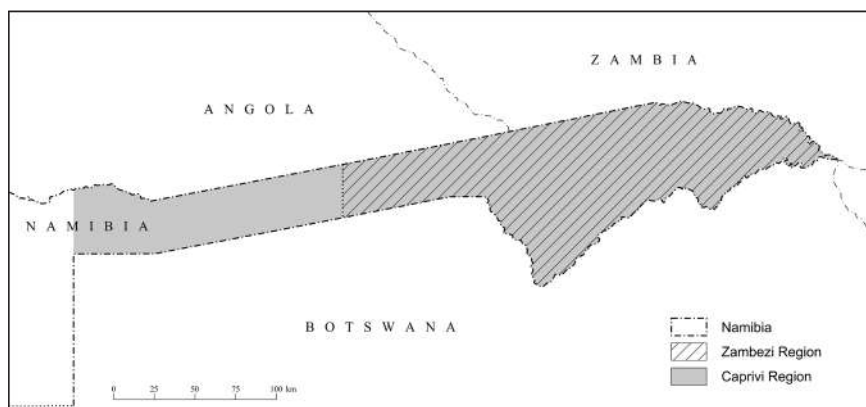 ZAMBIA
ANGOLA
NAMIBIA
BOTSWANA
Namibia
Zambezi Region
Caprivi Region
0 25 50 75 100 km